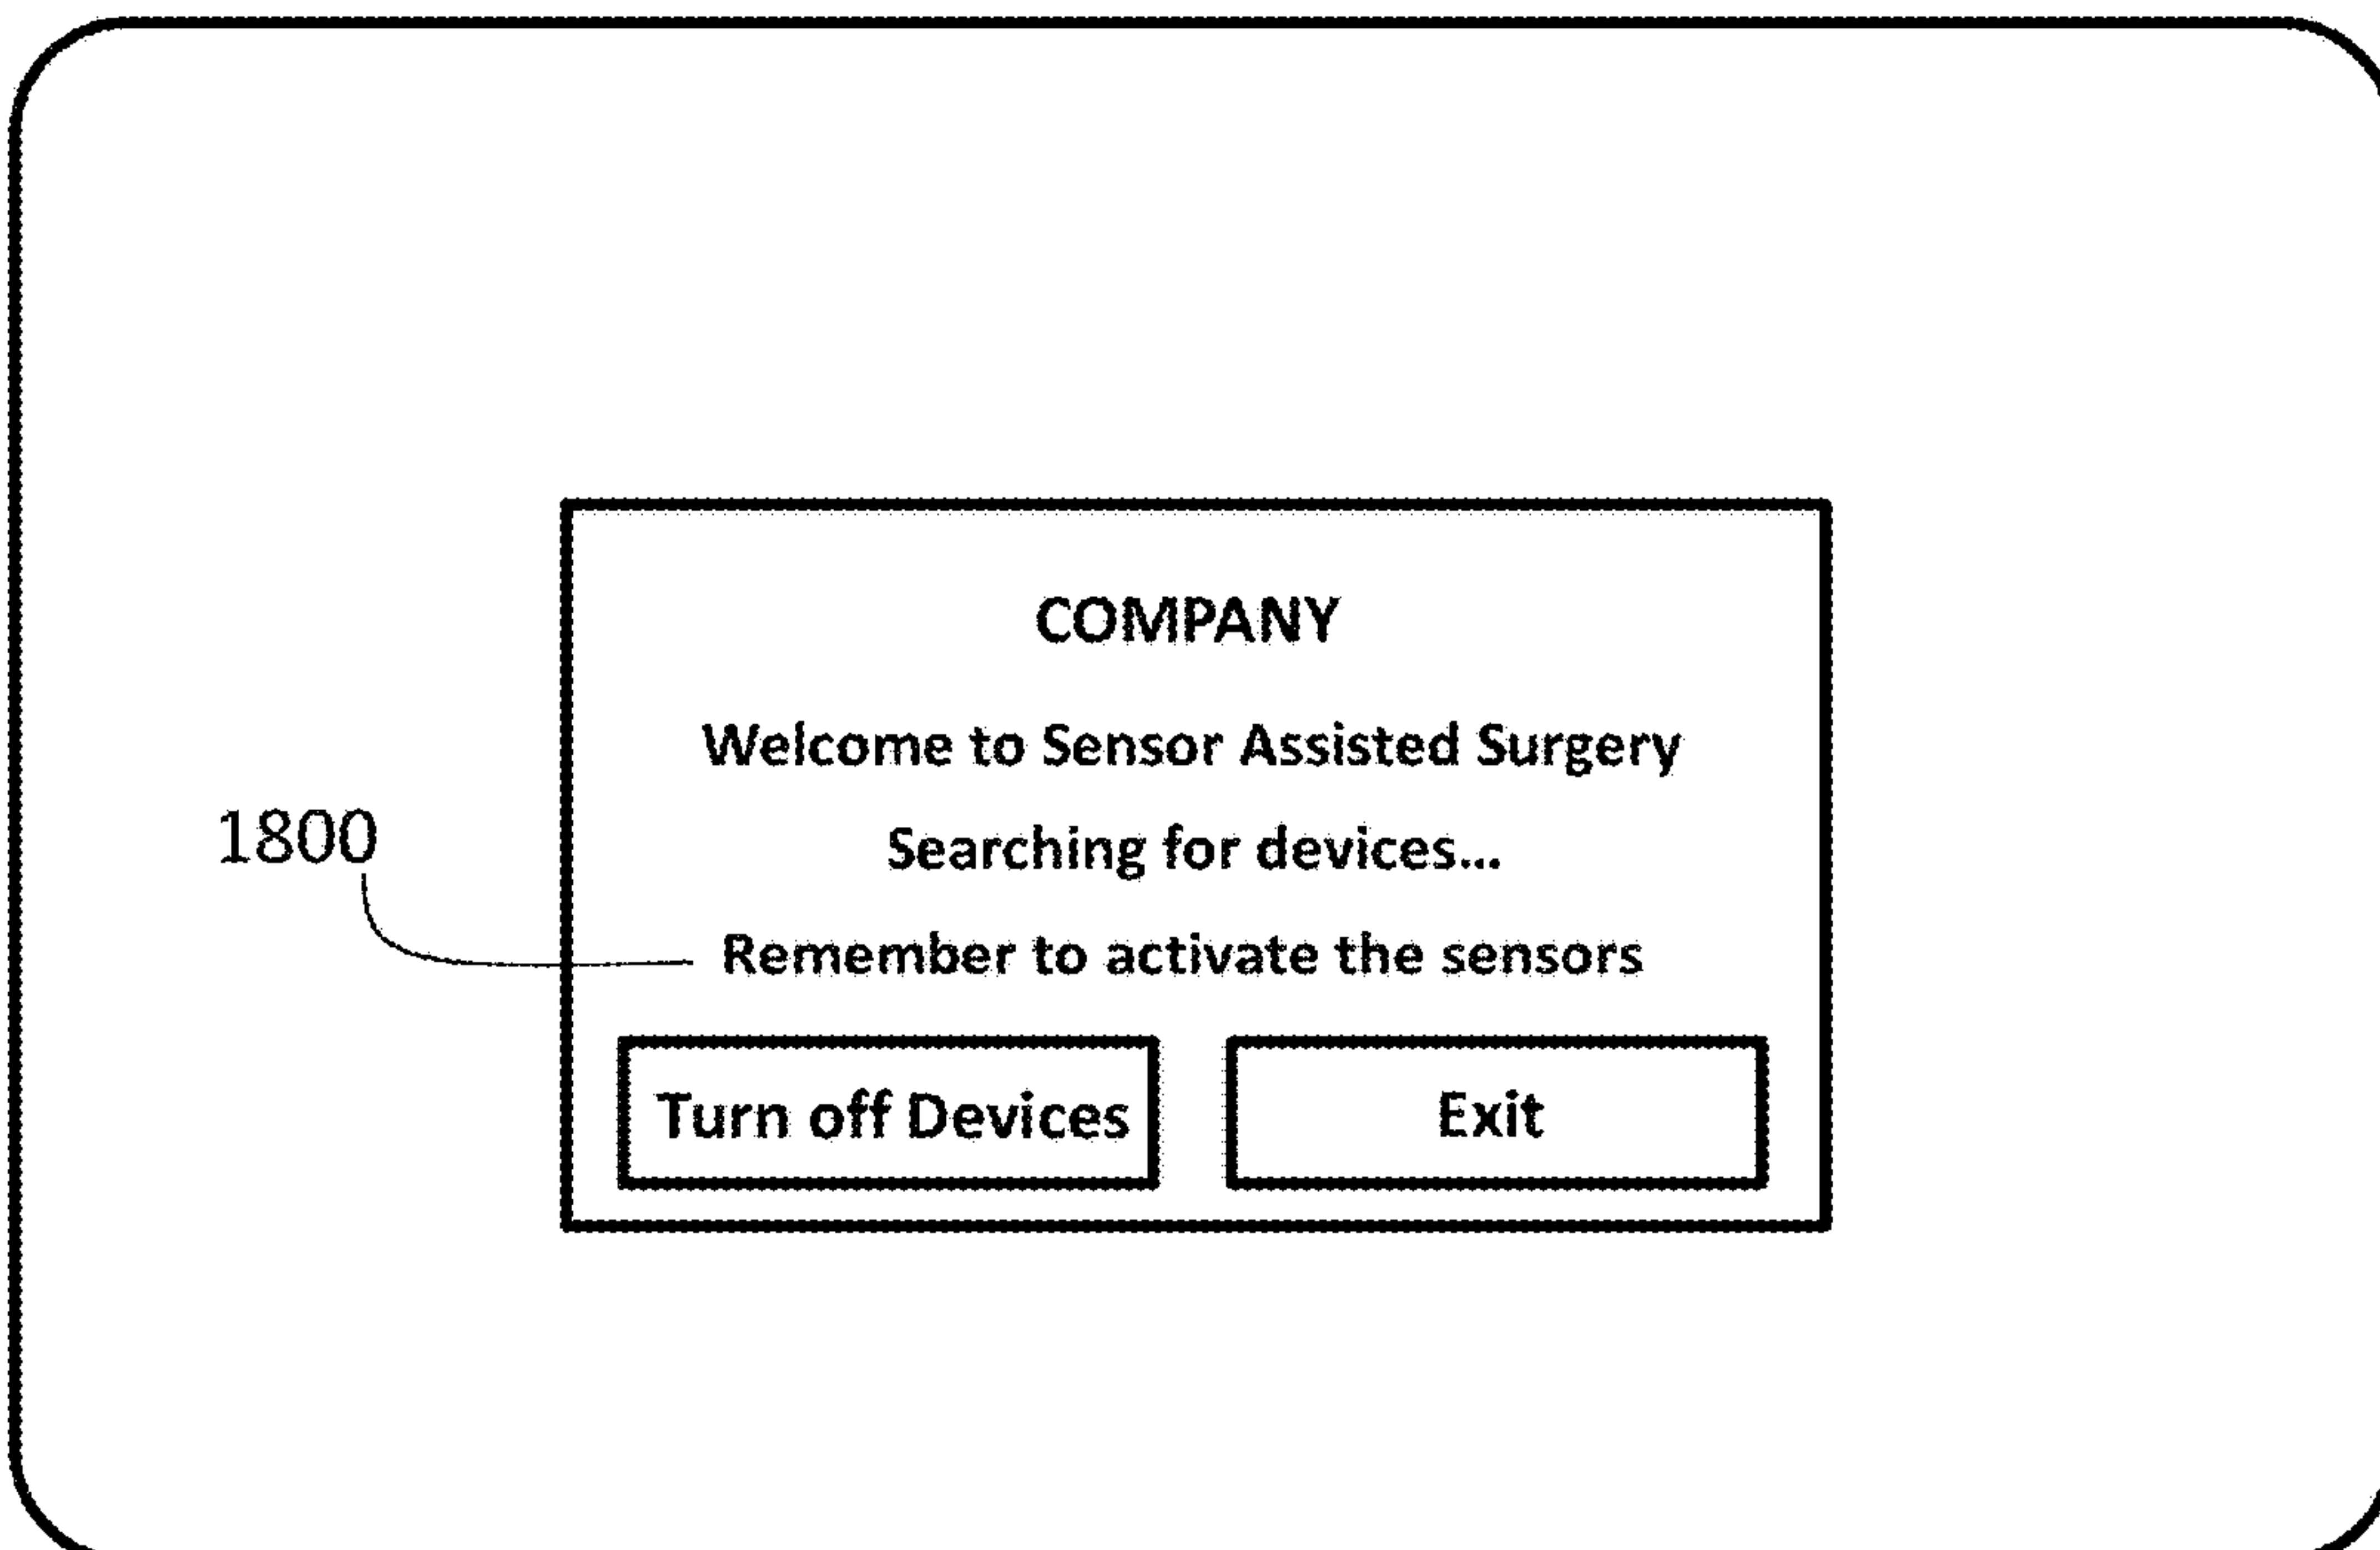 COMPANY
Welcome to Sensor Assisted Surgery
Searching for devices...
1800
Remember to activate the sensors
Turn off Devices
Exit